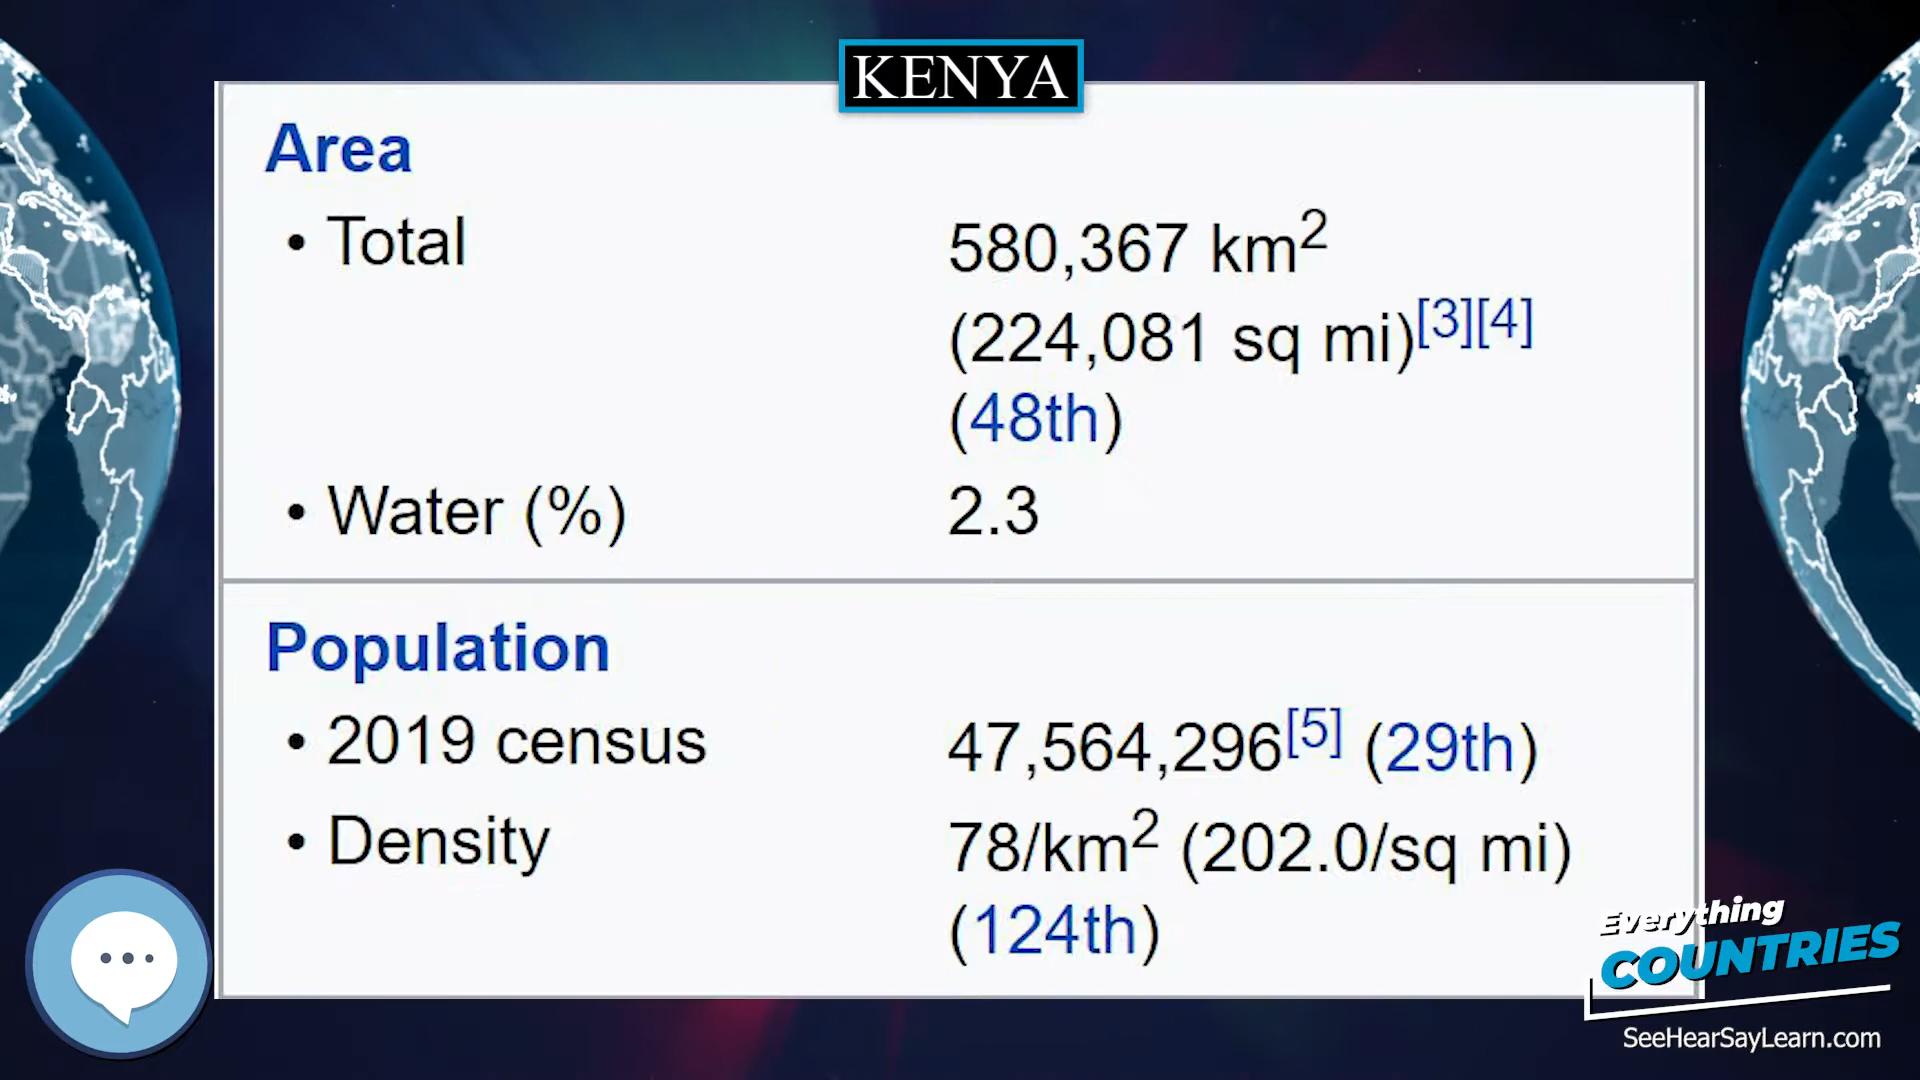 KENYA
Area
• Total 580,367 km²
(224,081 sq mi)[3][4]
(48th)
• Water (%) 2.3
Population
• 2019 census 47,564,296[5] (29th)
• Density 78/km² (202.0/sq mi)
(124th)
Everything
COUNTRIES
SeeHearSayLearn.com